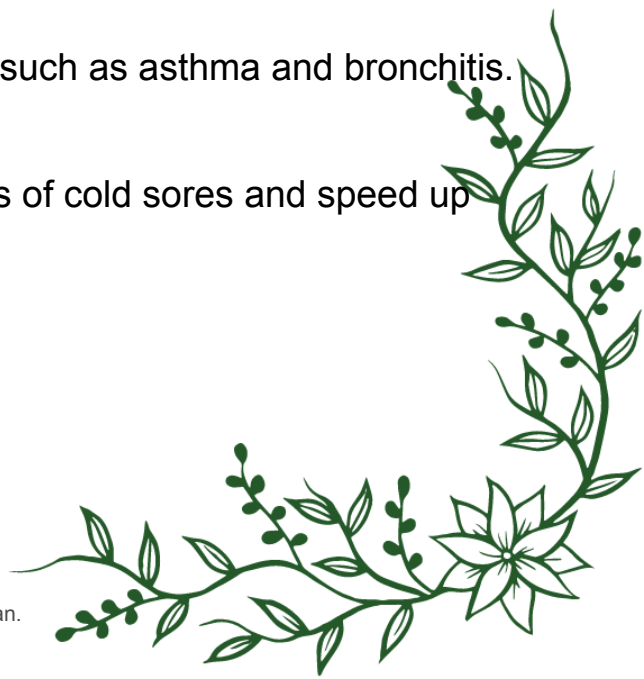 such as asthma and bronchitis.
s of cold sores and speed up
an.